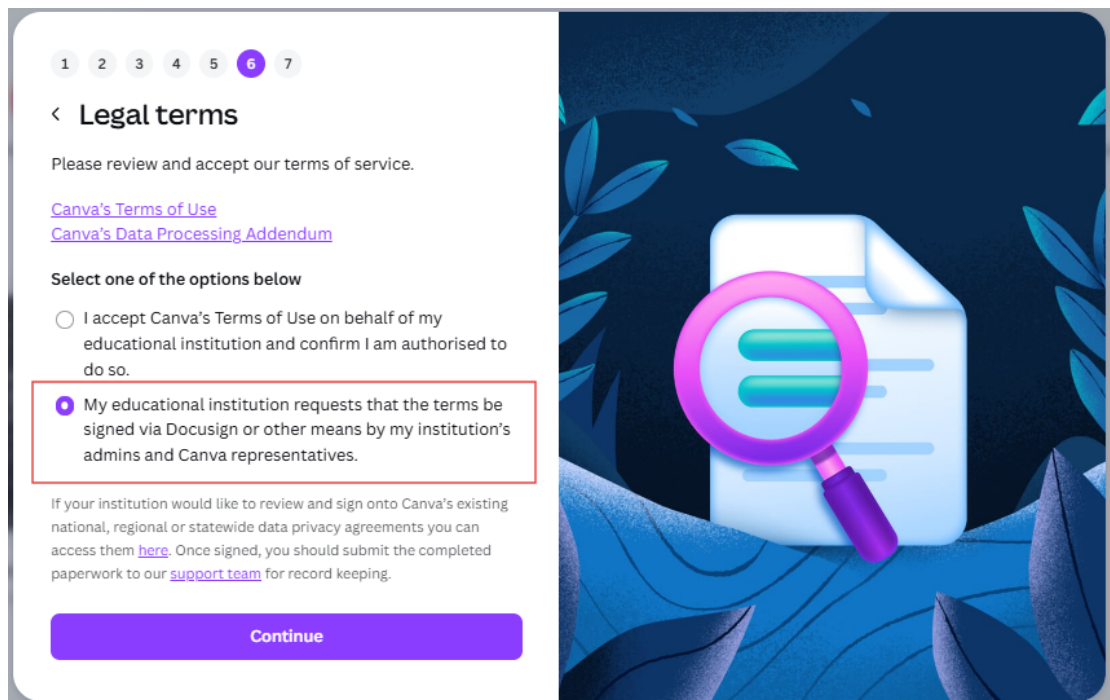 1 2 3 4 5 6 7
Legal terms
Please review and accept our terms of service.
Canva's Terms of Use
Canva's Data Processing Addendum
Select one of the options below
I accept Canva's Terms of Use on behalf of my
educational institution and confirm I am authorised to
do so.
My educational institution requests that the terms be
signed via Docusign or other means by my institution's
admins and Canva representatives.
If your institution would like to review and sign onto Canva's existing
national, regional or statewide data privacy agreements you can
access them here. Once signed, you should submit the completed
paperwork to our support team for record keeping.
Continue